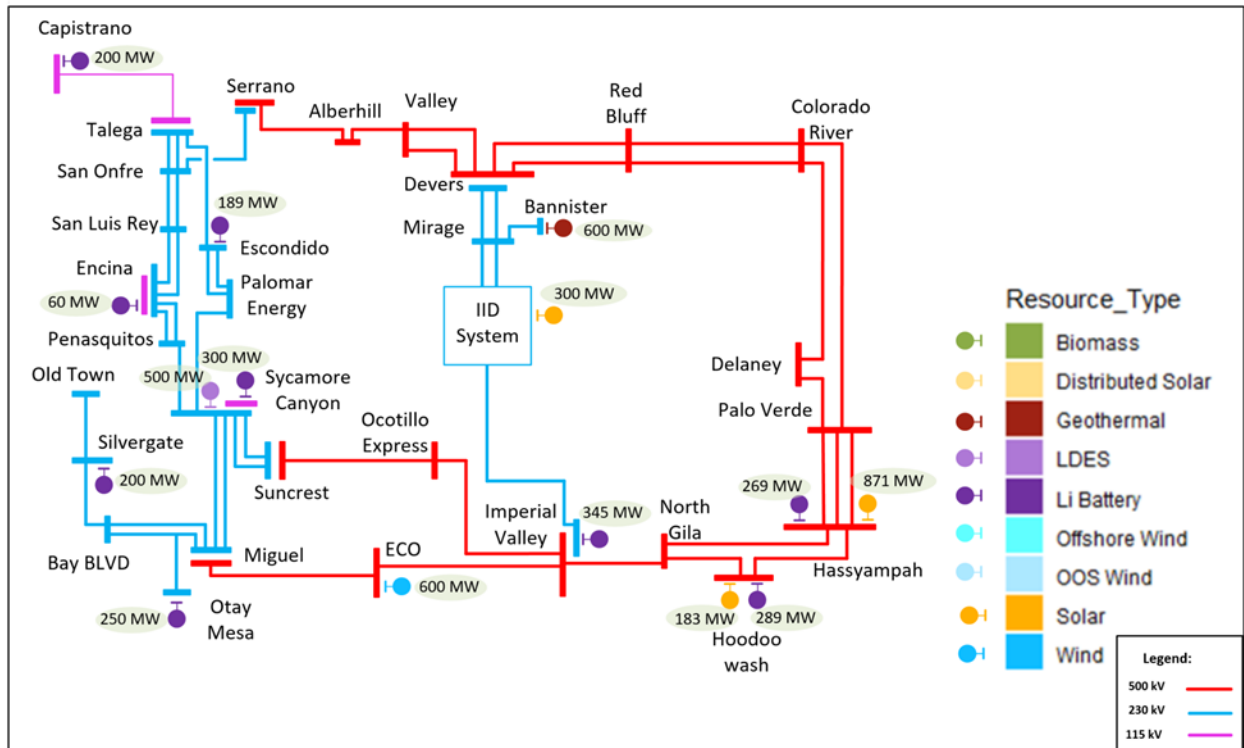 Capistrano
200 MW
Serrano
Alberhill
Valley
Red
Bluff
Colorado
River
Talega
San Onfre
Devers
189 MW
Bannister
Mirage
600 MW
San Luis Rey
Escondido
Encina
Palomar
Energy
60 MW
IID
System
300 MW
Penasquitos
300 MW
500 MW
Sycamore
Canyon
Old Town
Delaney
Palo Verde
Ocotillo
Express
Silvergate
200 MW
Suncrest
Imperial
Valley
345 MW
North
Gila
269 MW
871 MW
Bay BLVD
Miguel
ECO
600 MW
Hassyampah
250 MW
Otay
Mesa
183 MW
289 MW
Hoodoo
wash
Resource_Type
Biomass
Distributed Solar
Geothermal
LDES
Li Battery
Offshore Wind
OOS Wind
Solar
Wind
Legend:
500 kV
230 kV
115 kV